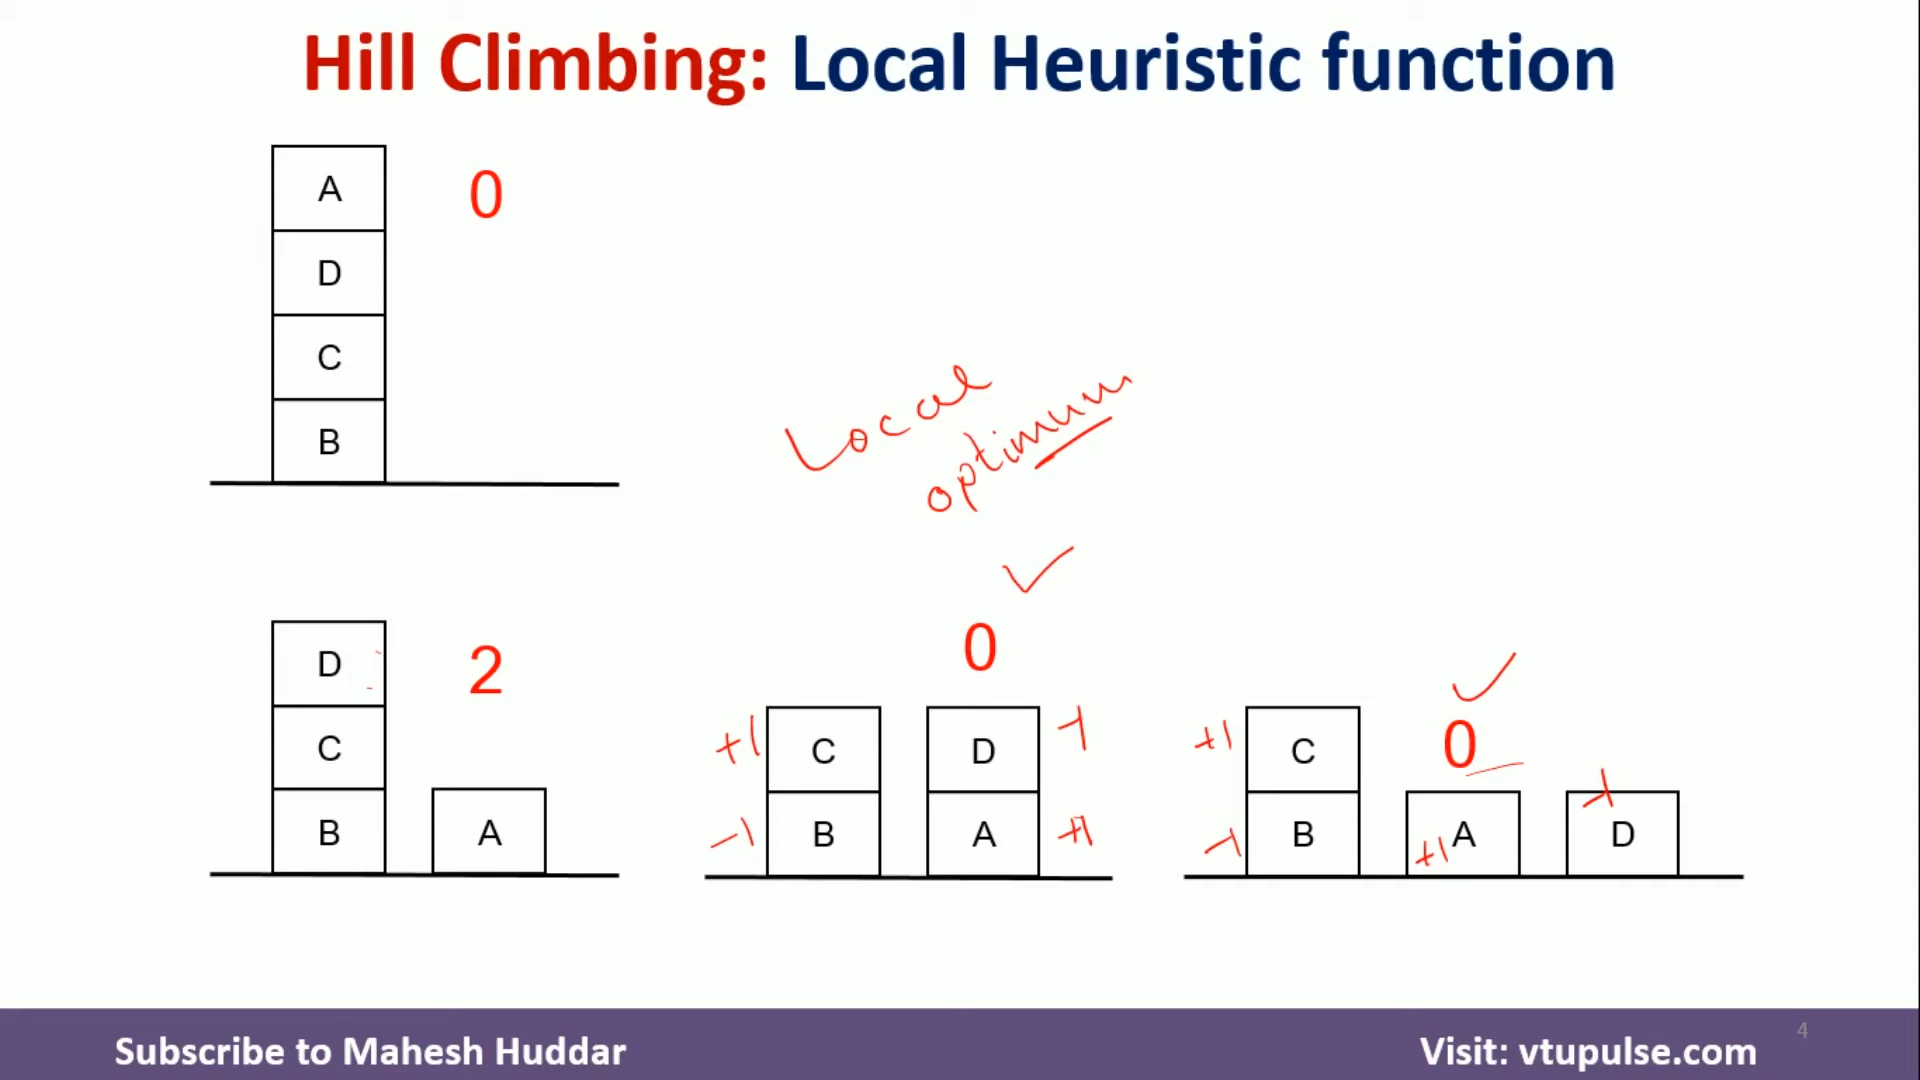 Hill Climbing: Local Heuristic function
A 0
D
C
B
Local
optimum
0
D 2
C
B A
+1 C D -1
-1 B A +1
0
+1 C
-1 B +1 A -1 D
4
Subscribe to Mahesh Huddar Visit: vtupulse.com